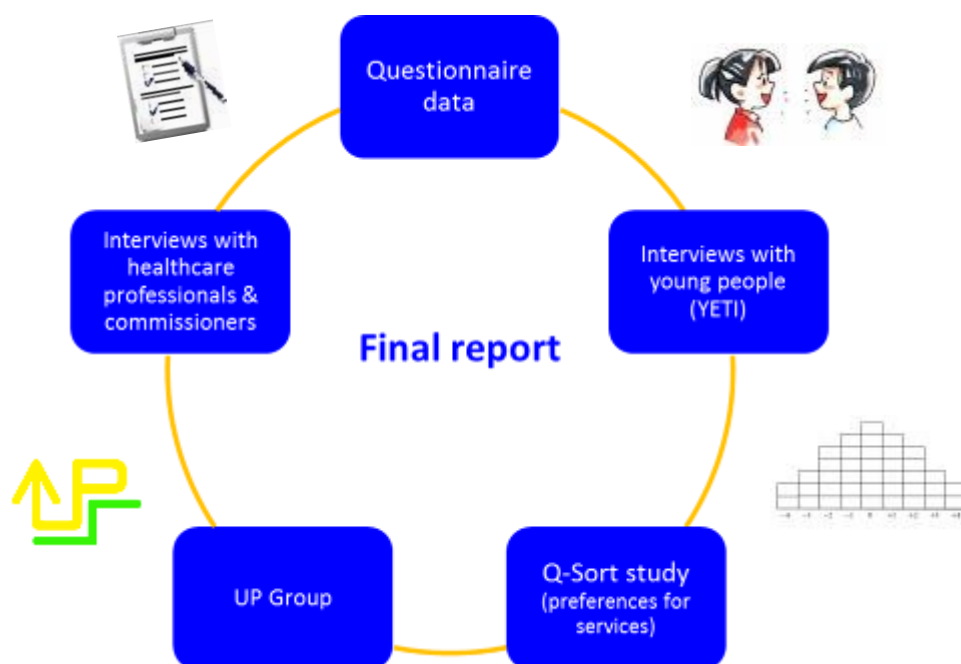 Questionnaire
data
Interviews with
healthcare
professionals &
commissioners
Interviews with
young people
(YETI)
Final report
UP
UP Group
Q-Sort study
(preferences for
services)